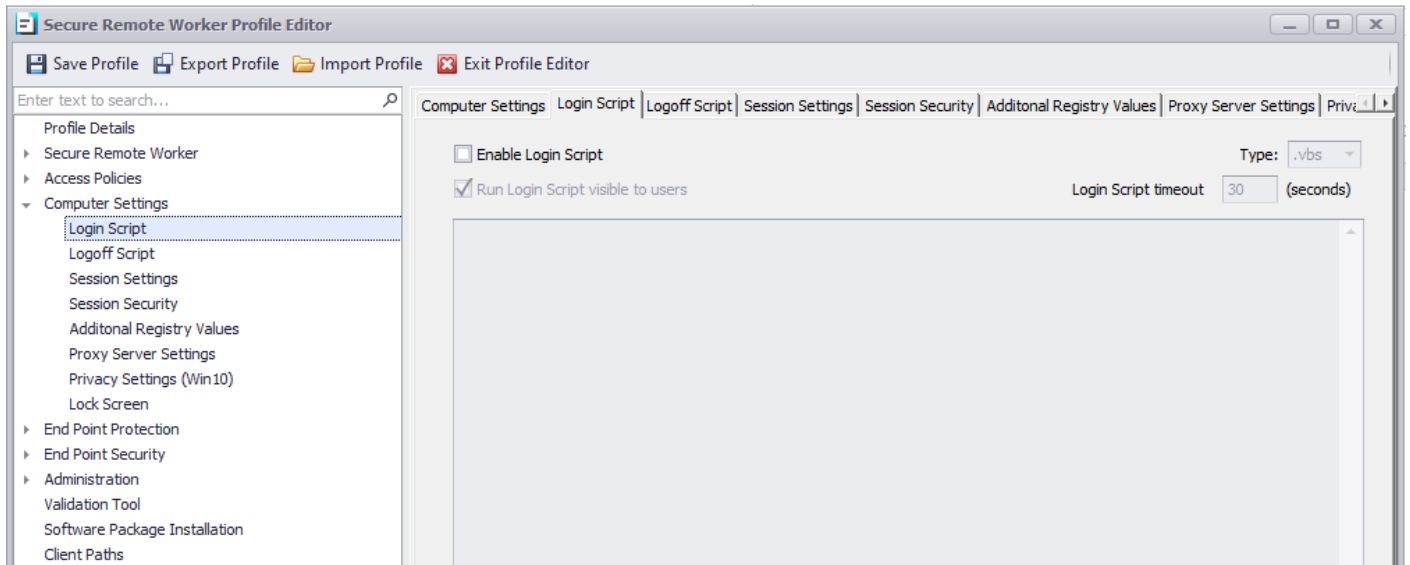 Secure Remote Worker Profile Editor
Save Profile Export Profile Import Profile Exit Profile Editor
Enter text to search...
Profile Details
Secure Remote Worker
Access Policies
Computer Settings
Login Script
Logoff Script
Session Settings
Session Security
Additonal Registry Values
Proxy Server Settings
Privacy Settings (Win10)
Lock Screen
End Point Protection
End Point Security
Administration
Validation Tool
Software Package Installation
Client Paths
Computer Settings Login Script Logoff Script Session Settings Session Security Additonal Registry Values Proxy Server Settings Priva
Enable Login Script Type: .vbs
Run Login Script visible to users Login Script timeout 30 (seconds)